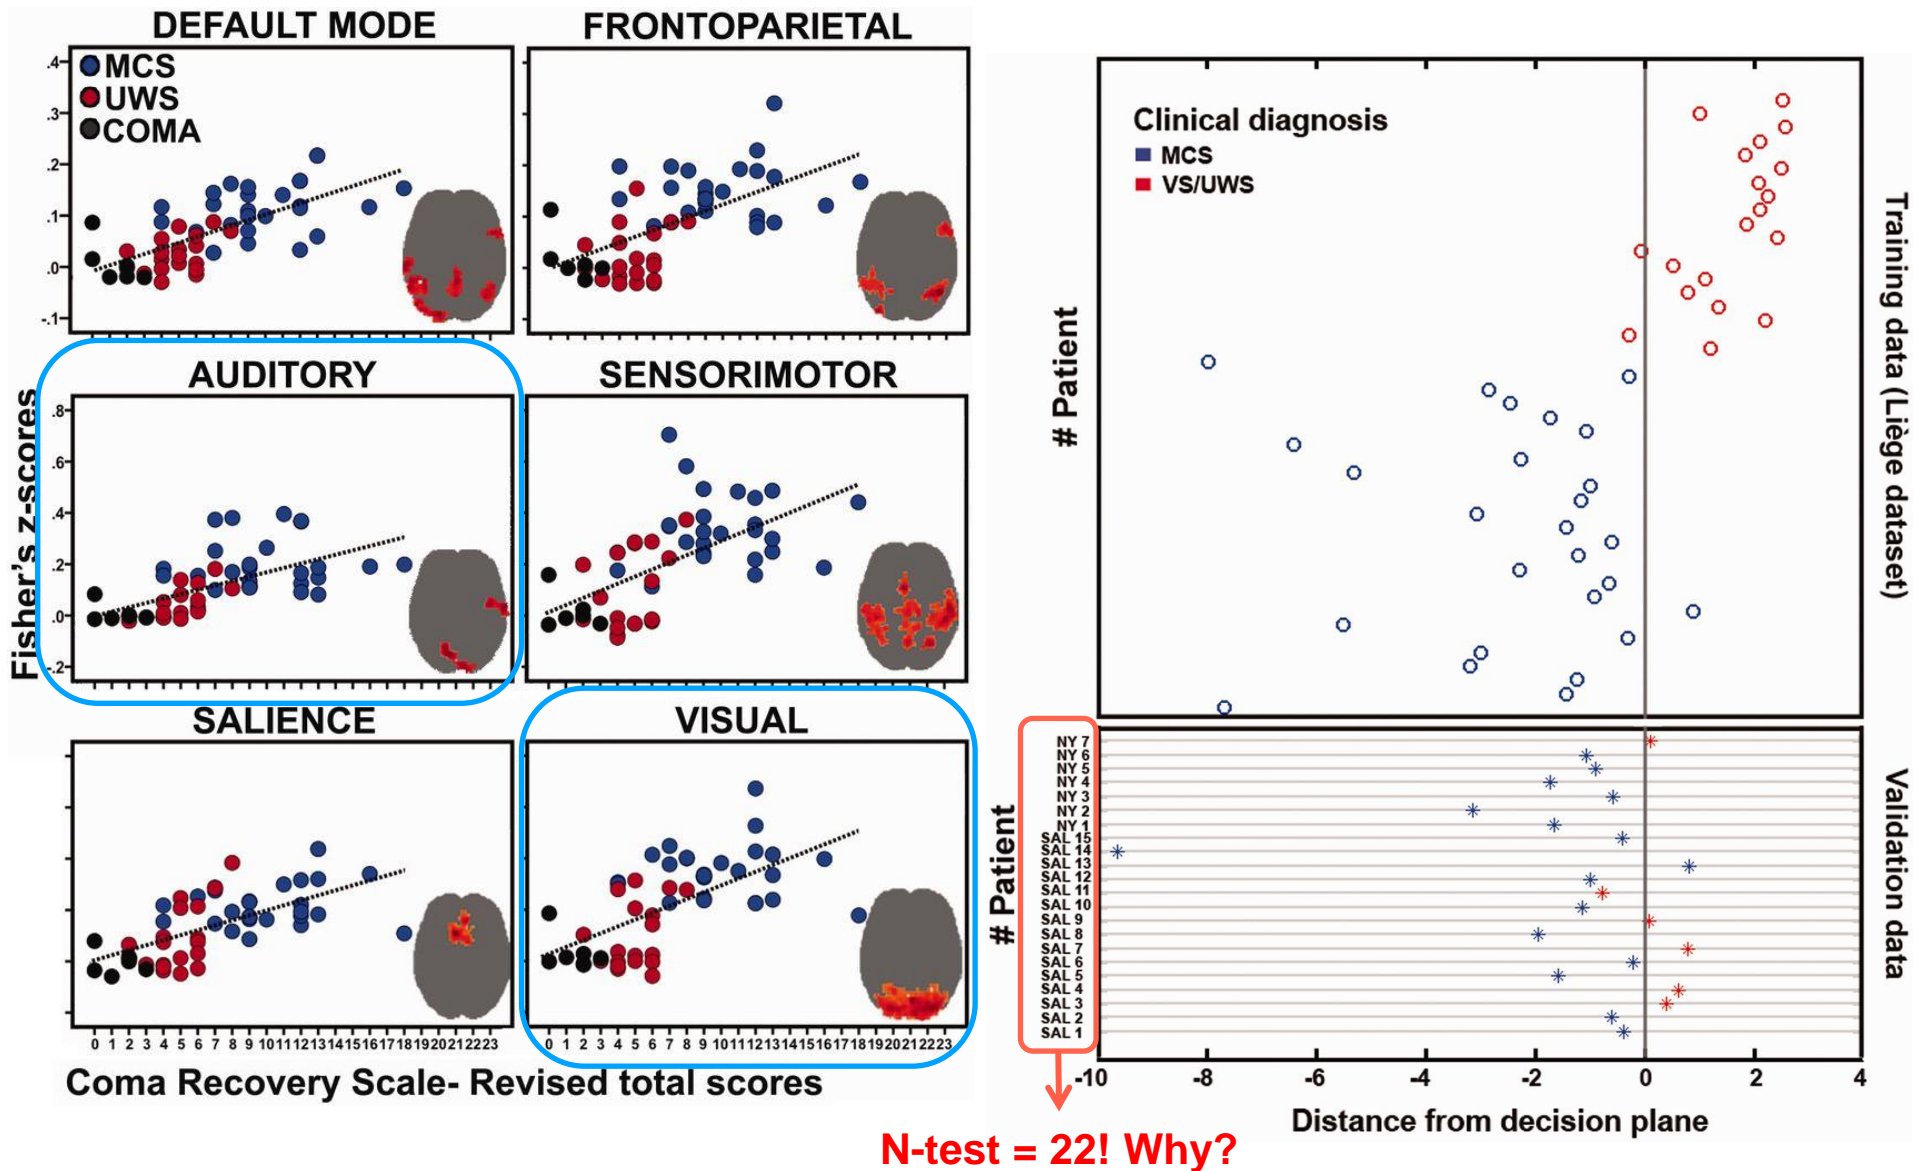 DEFAULT MODE
FRONTOPARIETAL
MCS
UWS
COMA
.4
.3
.2
.1
.0
-.1
AUDITORY
SENSORIMOTOR
Fisher's z-scores
.8
.6
.4
.2
.0
-.2
SALIENCE
VISUAL
0 1 2 3 4 5 6 7 8 9 10 11 12 13 14 15 16 17 18 19 20 21 22 23
0 1 2 3 4 5 6 7 8 9 10 11 12 13 14 15 16 17 18 19 20 21 22 23
Coma Recovery Scale- Revised total scores
Clinical diagnosis
MCS
VS/UWS
# Patient
Training data (Liège dataset)
# Patient
NY 7
NY 6
NY 5
NY 4
NY 3
NY 2
NY 1
SAL 15
SAL 14
SAL 13
SAL 12
SAL 11
SAL 10
SAL 9
SAL 8
SAL 7
SAL 6
SAL 5
SAL 4
SAL 3
SAL 2
SAL 1
Validation data
-10 -8 -6 -4 -2 0 2 4
Distance from decision plane
N-test = 22! Why?